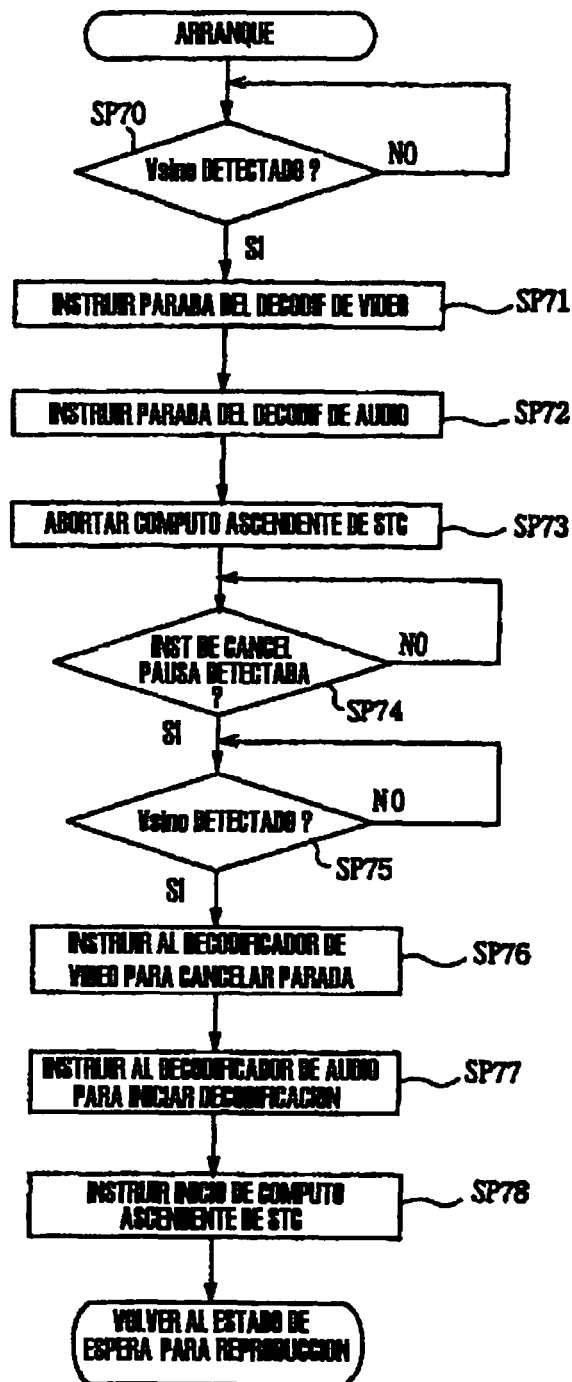 ARRANQUE
SP70
Vsinc DETECTADO ?
NO
SI
INSTRUIR PARADA DEL DECODIF DE VIDEO
SP71
INSTRUIR PARADA DEL DECODIF DE AUDIO
SP72
ABORTAR COMPUTO ASCENDENTE DE STC
SP73
INST DE CANCEL
PAUSA DETECTADA
?
NO
SP74
SI
Vsinc DETECTADO ?
NO
SP75
SI
INSTRUIR AL DECODIFICADOR DE
VIDEO PARA CANCELAR PARADA
SP76
INSTRUIR AL DECODIFICADOR DE AUDIO
PARA INICIAR DECODIFICACION
SP77
INSTRUIR INICIO DE COMPUTO
ASCENDENTE DE STC
SP78
VOLVER AL ESTADO DE
ESPERA PARA REPRODUCCION